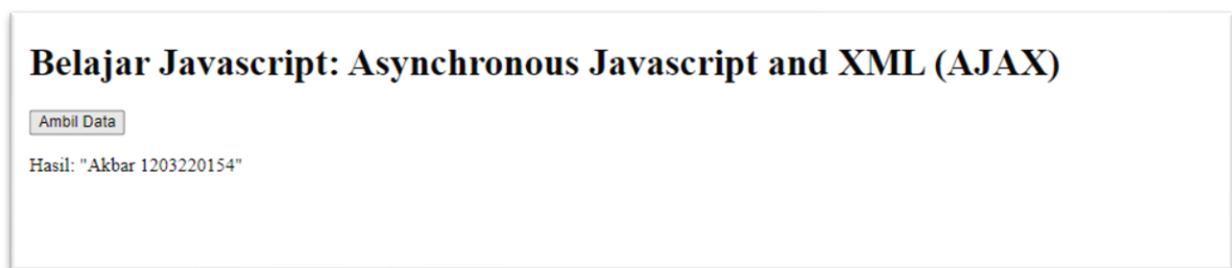 Belajar Javascript: Asynchronous Javascript and XML (AJAX)
Ambil Data
Hasil: "Akbar 1203220154"